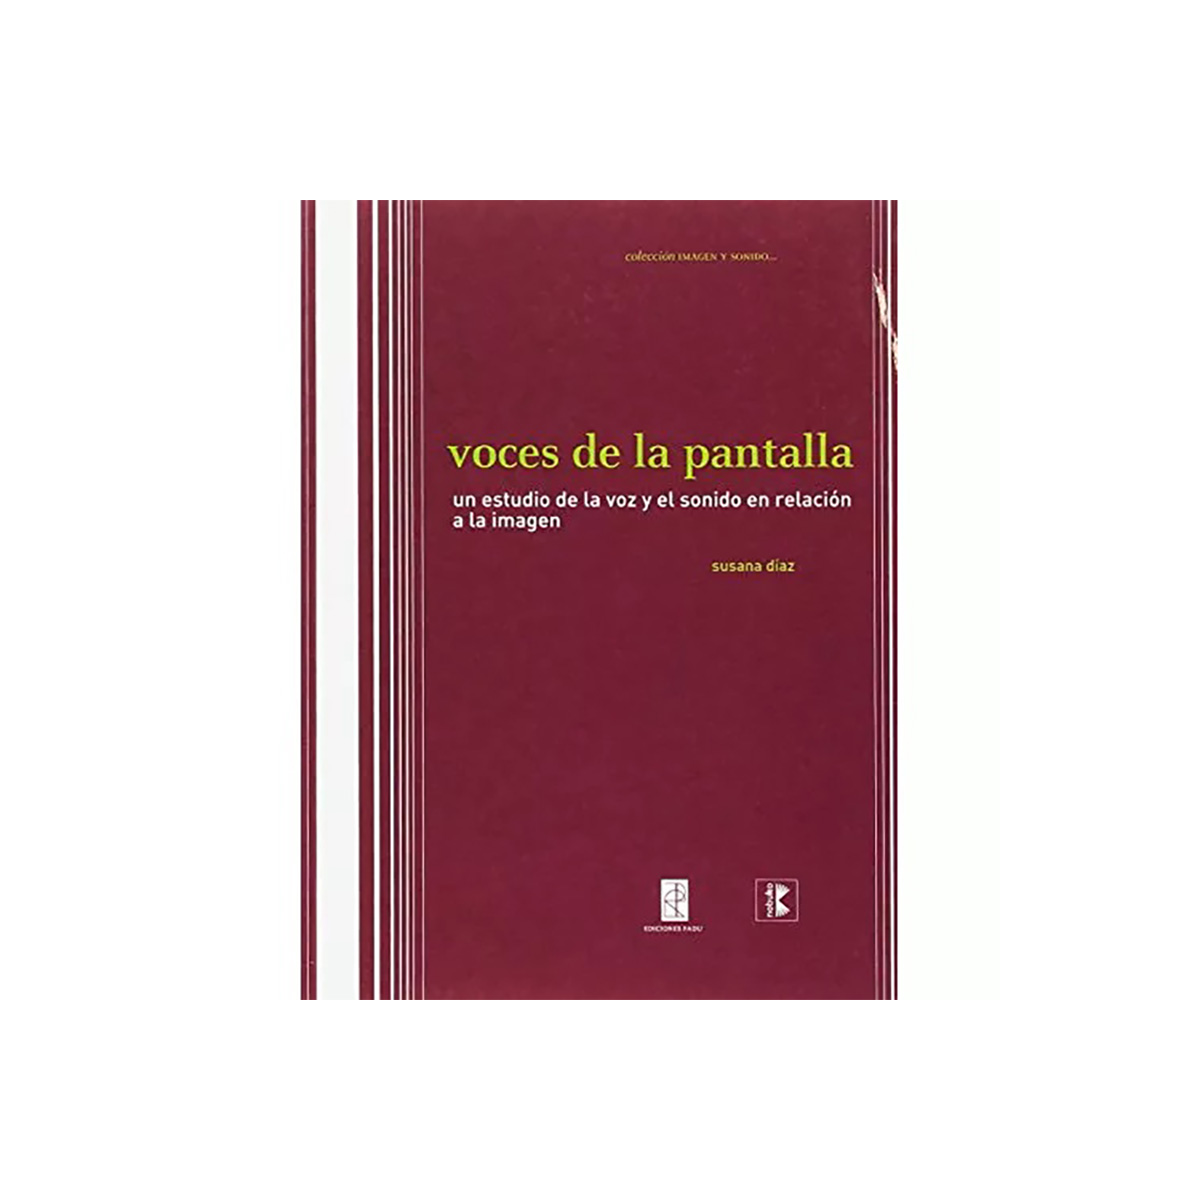 colección IMAGEN Y SONIDO...
voces de la pantalla
un estudio de la voz y el sonido en relación
a la imagen
susana díaz
EDICIONES FADU
nobuko